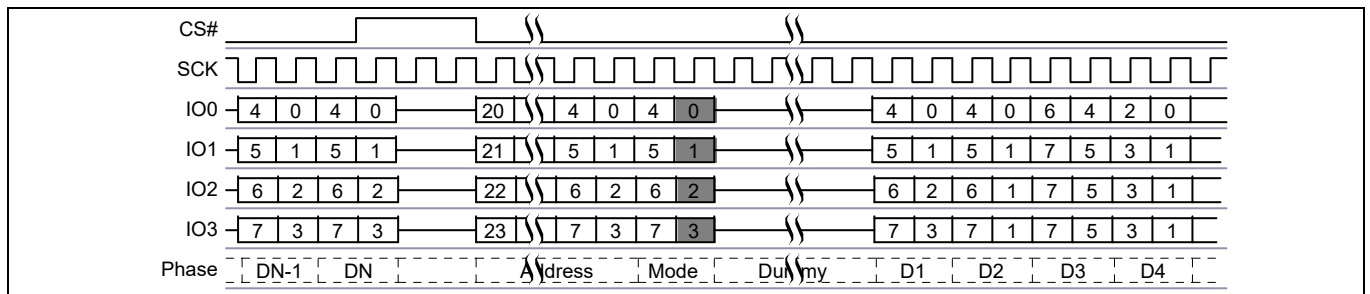 CS#
SCK
IO0 4 0 4 0 20 4 0 4 0 4 0 4 0 6 4 2 0
IO1 5 1 5 1 21 5 1 5 1 5 1 5 1 7 5 3 1
IO2 6 2 6 2 22 6 2 6 2 6 2 6 1 7 5 3 1
IO3 7 3 7 3 23 7 3 7 3 7 3 7 1 7 5 3 1
Phase DN-1 DN Address Mode Dummy D1 D2 D3 D4